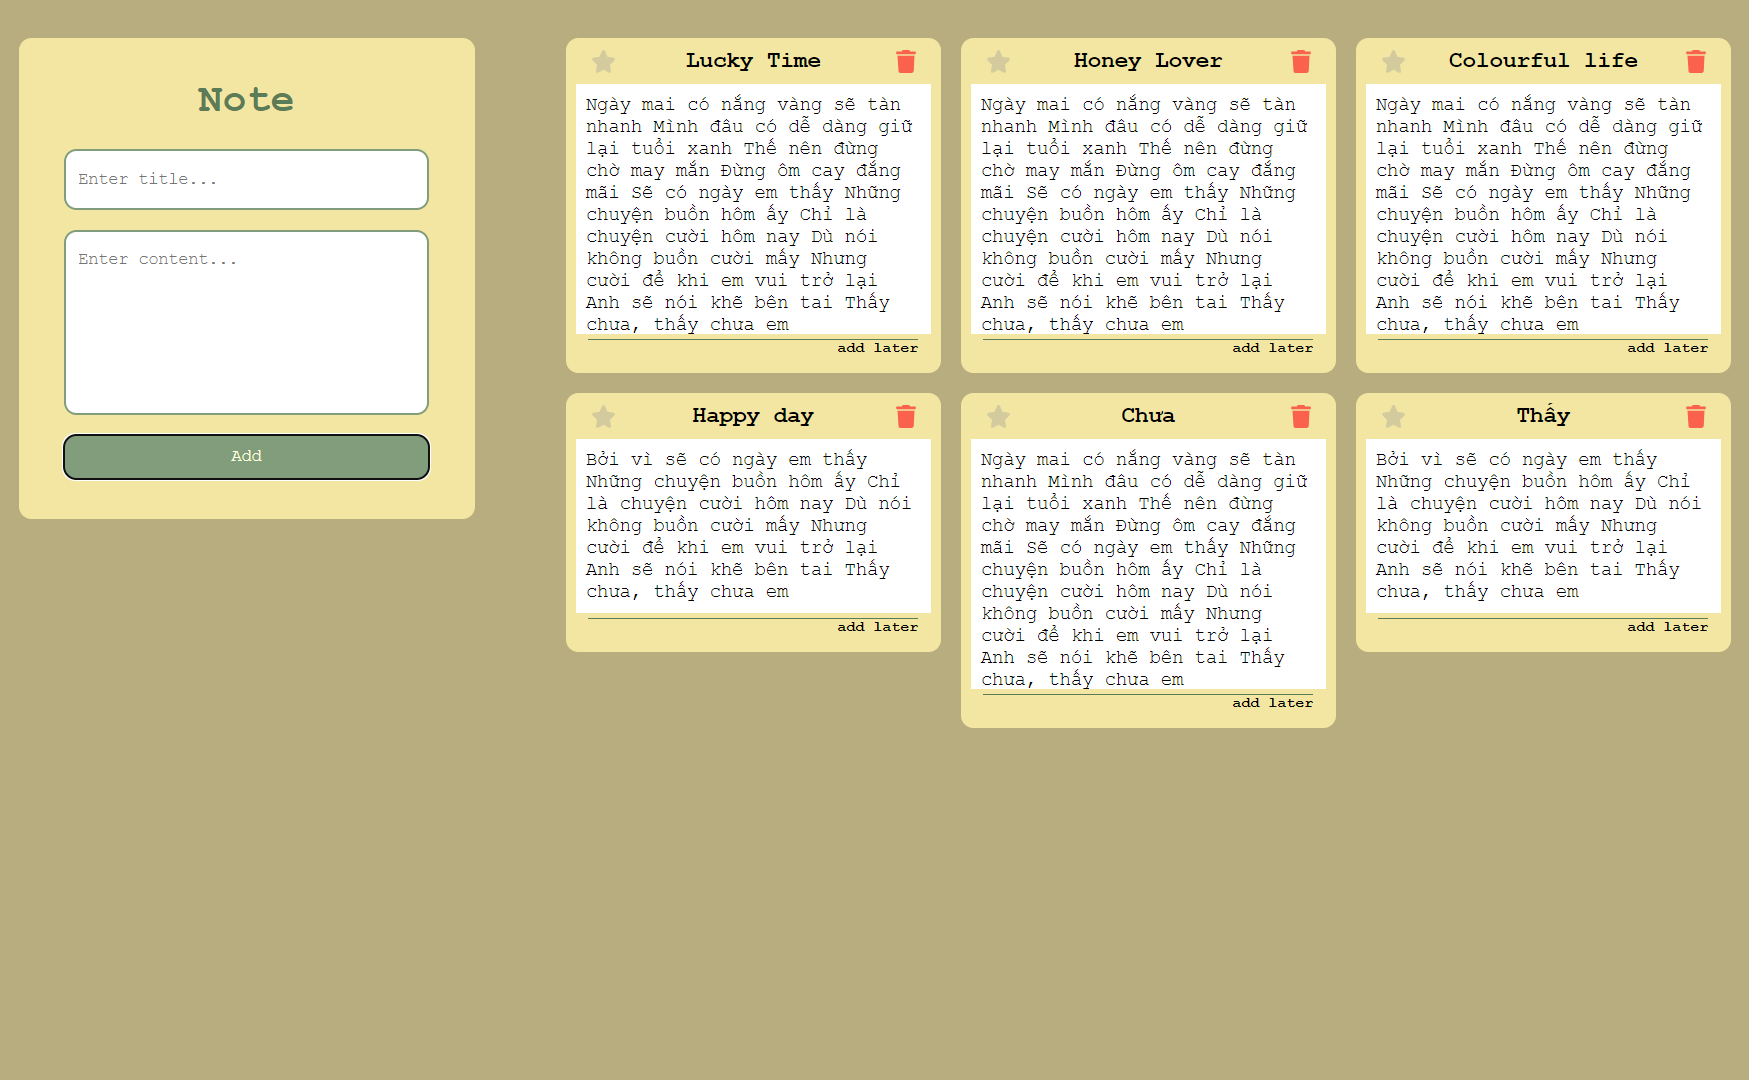 Note
Enter title...
Enter content...
Add
Lucky Time
Ngày mai có nắng vàng sẽ tàn
nhanh Mình đâu có dễ dàng giữ
lại tuổi xanh Thế nên đừng
chờ may mắn Đừng ôm cay đắng
mãi Sẽ có ngày em thấy Những
chuyện buồn hôm ấy Chỉ là
chuyện cười hôm nay Dù nói
không buồn cười mấy Nhưng
cười để khi em vui trở lại
Anh sẽ nói khẽ bên tai Thấy
chưa, thấy chưa em
add later
Honey Lover
Ngày mai có nắng vàng sẽ tàn
nhanh Mình đâu có dễ dàng giữ
lại tuổi xanh Thế nên đừng
chờ may mắn Đừng ôm cay đắng
mãi Sẽ có ngày em thấy Những
chuyện buồn hôm ấy Chỉ là
chuyện cười hôm nay Dù nói
không buồn cười mấy Nhưng
cười để khi em vui trở lại
Anh sẽ nói khẽ bên tai Thấy
chưa, thấy chưa em
add later
Colourful life
Ngày mai có nắng vàng sẽ tàn
nhanh Mình đâu có dễ dàng giữ
lại tuổi xanh Thế nên đừng
chờ may mắn Đừng ôm cay đắng
mãi Sẽ có ngày em thấy Những
chuyện buồn hôm ấy Chỉ là
chuyện cười hôm nay Dù nói
không buồn cười mấy Nhưng
cười để khi em vui trở lại
Anh sẽ nói khẽ bên tai Thấy
chưa, thấy chưa em
add later
Happy day
Bởi vì sẽ có ngày em thấy
Những chuyện buồn hôm ấy Chỉ
là chuyện cười hôm nay Dù nói
không buồn cười mấy Nhưng
cười để khi em vui trở lại
Anh sẽ nói khẽ bên tai Thấy
chưa, thấy chưa em
add later
Chưa
Ngày mai có nắng vàng sẽ tàn
nhanh Mình đâu có dễ dàng giữ
lại tuổi xanh Thế nên đừng
chờ may mắn Đừng ôm cay đắng
mãi Sẽ có ngày em thấy Những
chuyện buồn hôm ấy Chỉ là
chuyện cười hôm nay Dù nói
không buồn cười mấy Nhưng
cười để khi em vui trở lại
Anh sẽ nói khẽ bên tai Thấy
chưa, thấy chưa em
add later
Thấy
Bởi vì sẽ có ngày em thấy
Những chuyện buồn hôm ấy Chỉ
là chuyện cười hôm nay Dù nói
không buồn cười mấy Nhưng
cười để khi em vui trở lại
Anh sẽ nói khẽ bên tai Thấy
chưa, thấy chưa em
add later